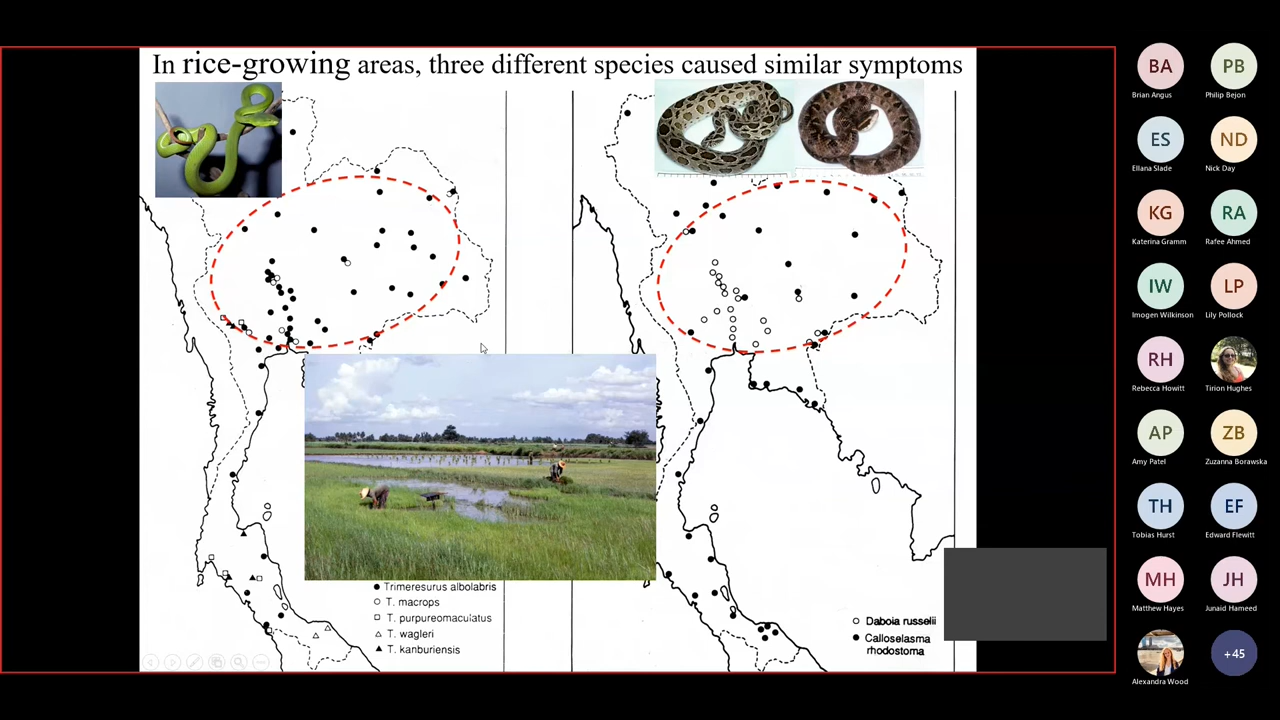 In rice-growing areas, three different species caused similar symptoms
Trimeresurus albolabris
T. macrops
T. purpureomaculatus
T. wagleri
T. kanburiensis
Daboia russelii
Calloselasma
rhodostoma
BA
Brian Angus
PB
Philip Bejon
ES
Ellana Slade
ND
Nick Day
KG
Katerina Gramm
RA
Rafee Ahmed
IW
Imogen Wilkinson
LP
Lily Pollock
RH
Rebecca Howitt
Tirion Hughes
AP
Amy Patel
ZB
Zuzanna Borawska
TH
Tobias Hurst
EF
Edward Flewitt
MH
Matthew Hayes
JH
Junaid Hameed
Alexandra Wood
+45